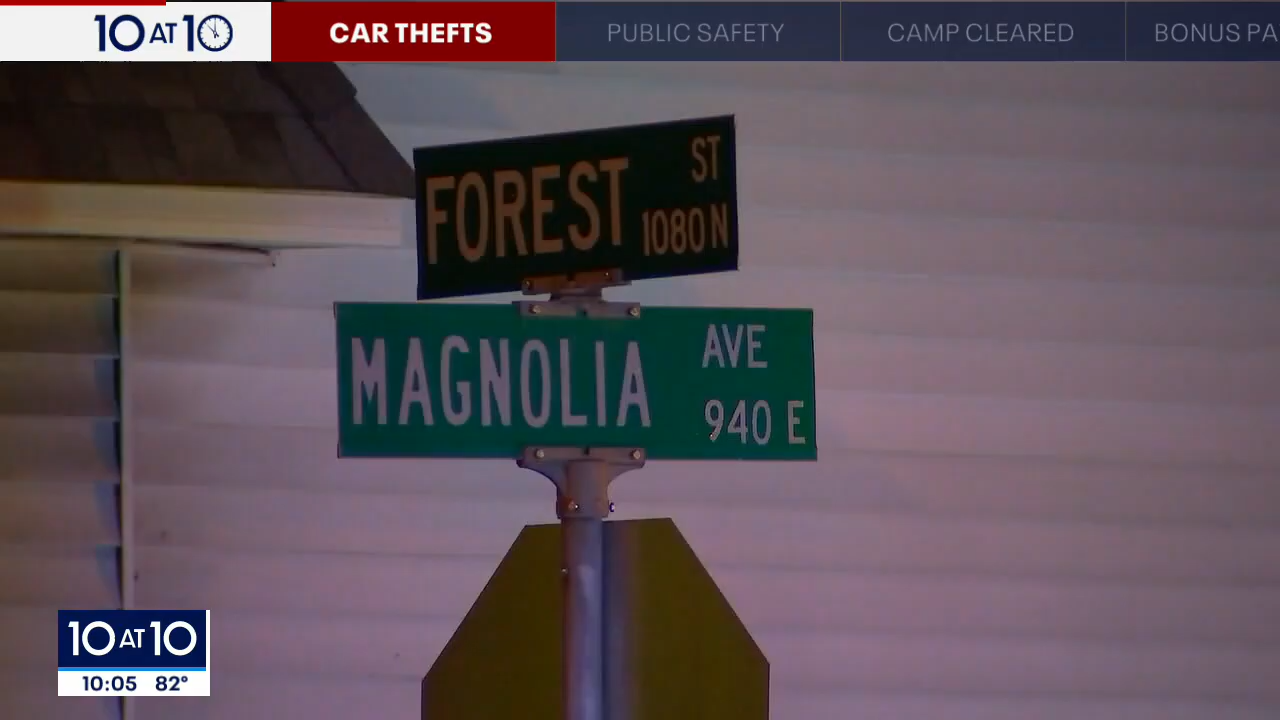 10 AT 10
CAR THEFTS
PUBLIC SAFETY
CAMP CLEARED
BONUS PA
FOREST ST
1080 N
MAGNOLIA AVE
940 E
10 AT 10
10:05 82°